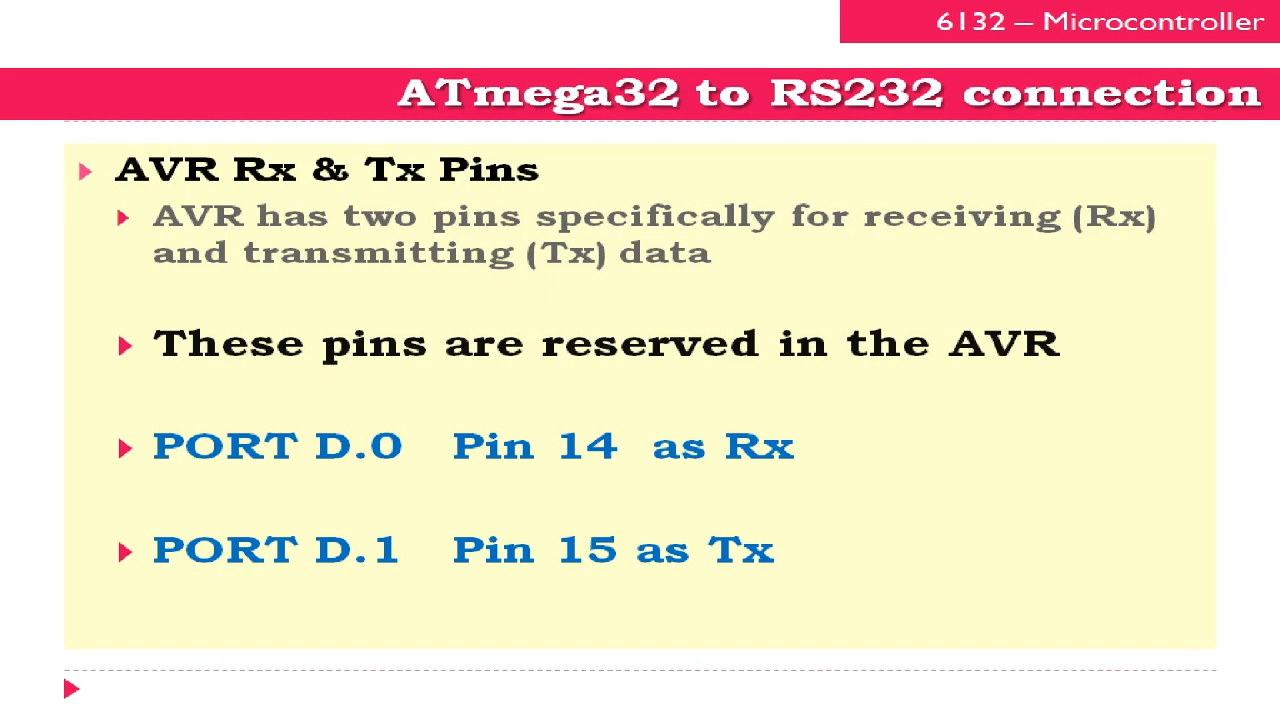 6132 – Microcontroller
ATmega32 to RS232 connection
AVR Rx & Tx Pins
AVR has two pins specifically for receiving (Rx)
and transmitting (Tx) data
These pins are reserved in the AVR
PORT D.0 Pin 14 as Rx
PORT D.1 Pin 15 as Tx